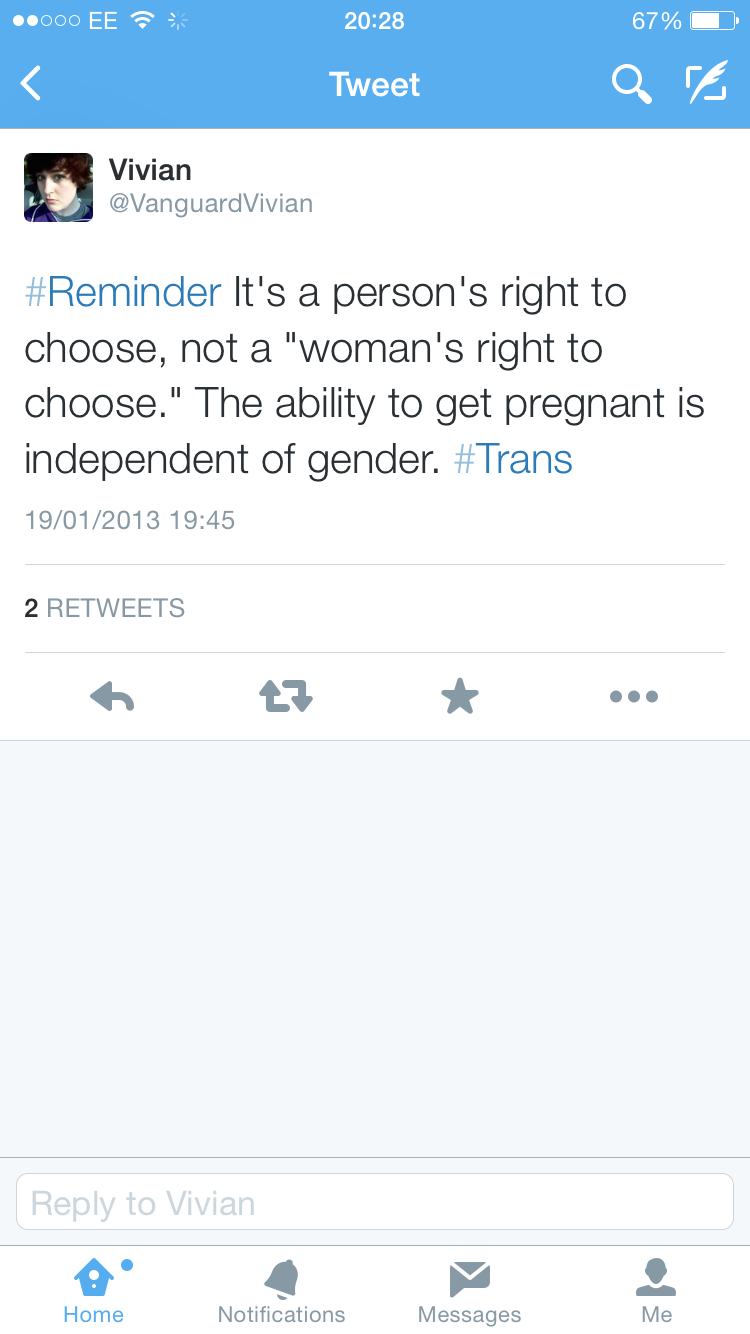 EE 20:28 67%
Tweet
Vivian
@VanguardVivian
#Reminder It's a person's right to
choose, not a "woman's right to
choose." The ability to get pregnant is
independent of gender. #Trans
19/01/2013 19:45
2 RETWEETS
Reply to Vivian
Home Notifications Messages Me